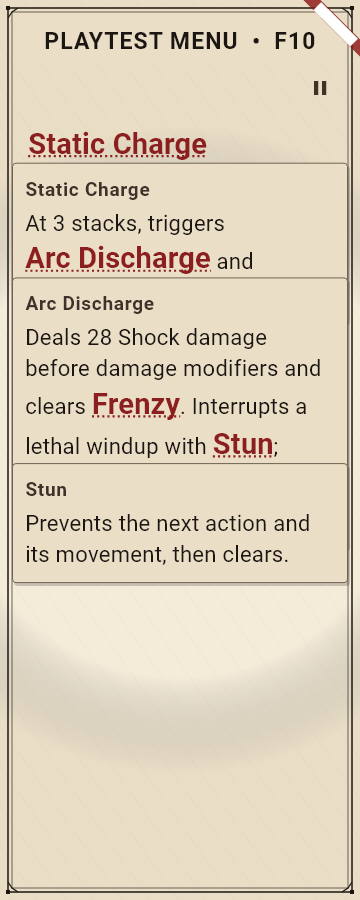 PLAYTEST MENU • F10
Static Charge
Static Charge
At 3 stacks, triggers
Arc Discharge and
Arc Discharge
Deals 28 Shock damage
before damage modifiers and
clears Frenzy. Interrupts a
lethal windup with Stun;
Stun
Prevents the next action and
its movement, then clears.